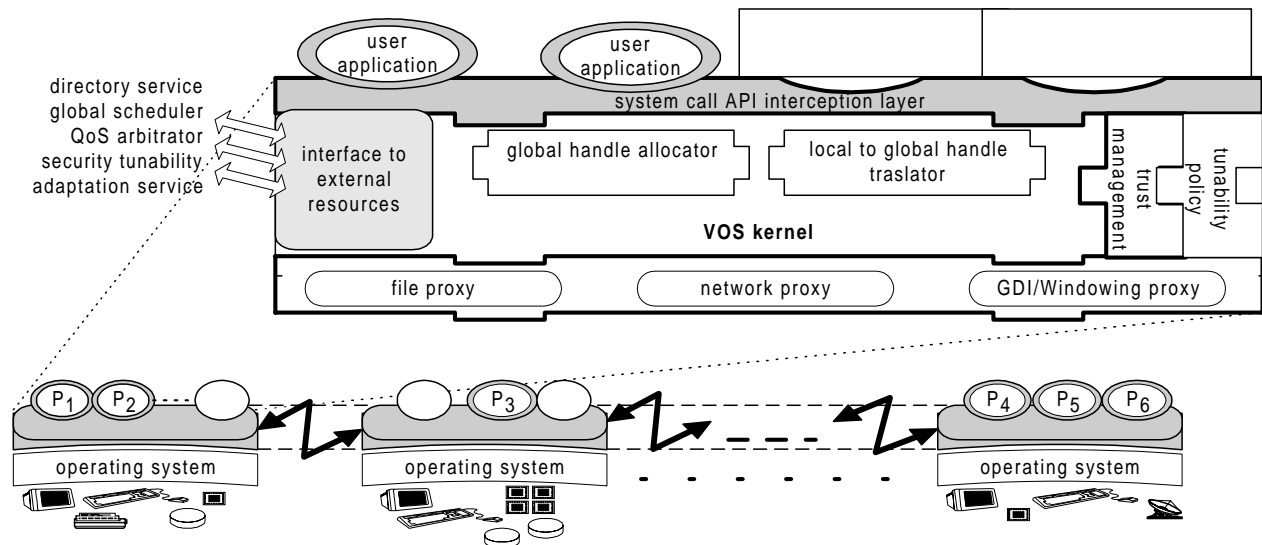 user
application
user
application
directory service
global scheduler
QoS arbitrator
security tunability
adaptation service
system call API interception layer
interface to
external
resources
global handle allocator
local to global handle
traslator
VOS kernel
trust
management
tunability
policy
file proxy
network proxy
GDI/Windowing proxy
P1
P2
P3
P4
P5
P6
operating system
operating system
operating system